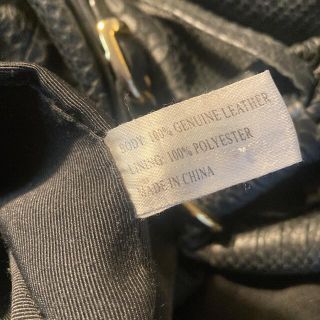 BODY: 100% GENUINE LEATHER
LINING: 100% POLYESTER
MADE IN CHINA